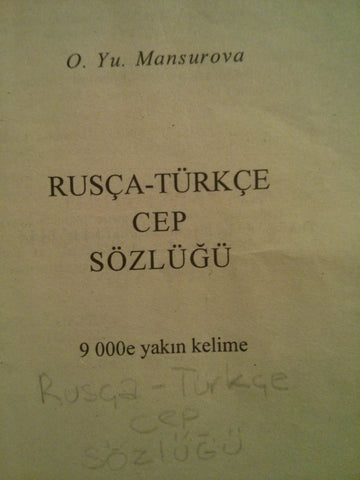 O. Yu. Mansurova
RUSÇA-TÜRKÇE
CEP
SÖZLÜĞÜ
9 000e yakın kelime
Rusça-Türkçe
cep
sözlüğü